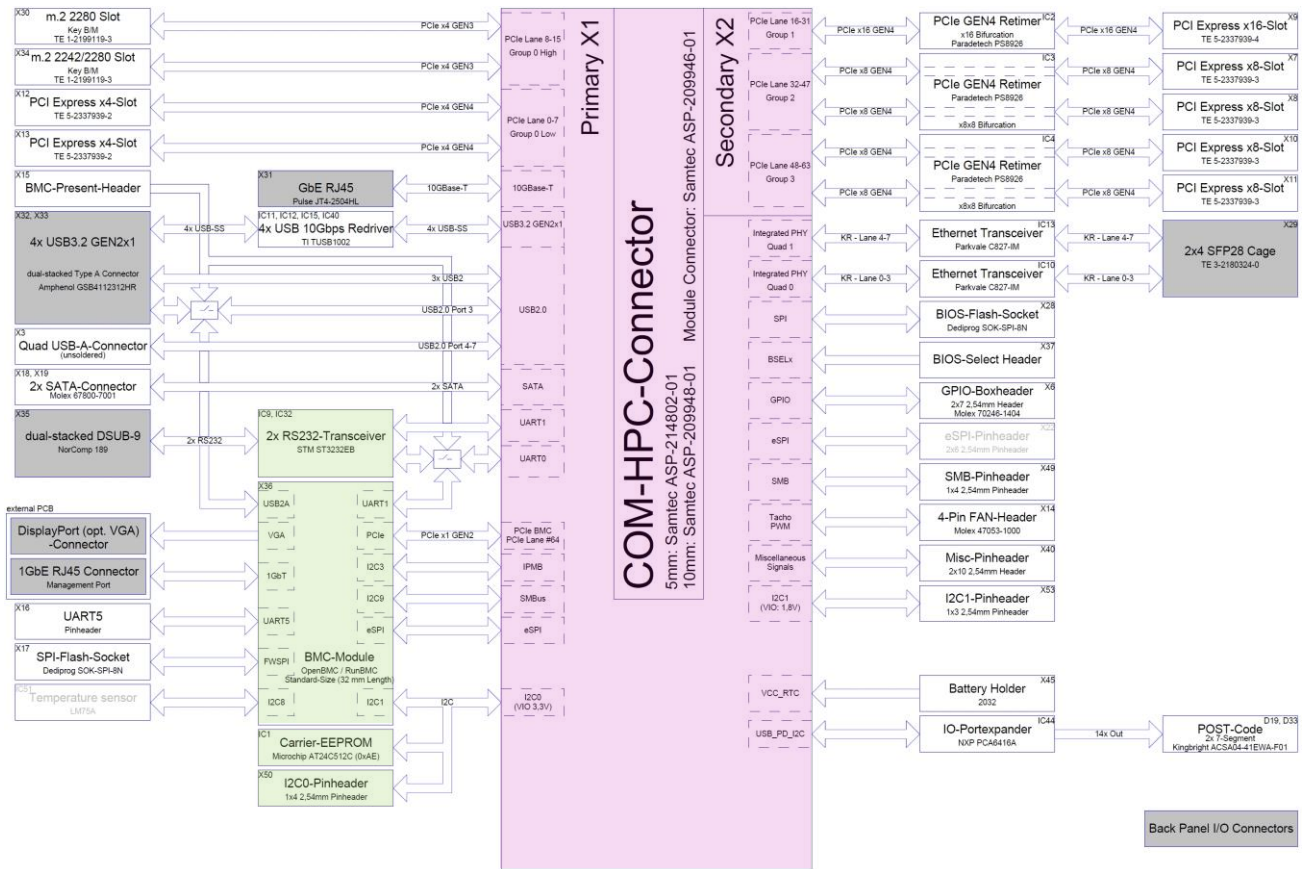 X30
m.2 2280 Slot
Key B/M
TE 1-2199119-3
PCIe x4 GEN3
X34
m.2 2242/2280 Slot
Key B/M
TE 1-2199119-3
PCIe x4 GEN3
PCIe Lane 8-15
Group 0 High
X12
PCI Express x4-Slot
TE 5-2337939-2
PCIe x4 GEN4
X13
PCI Express x4-Slot
TE 5-2337939-2
PCIe x4 GEN4
PCIe Lane 0-7
Group 0 Low
X15
BMC-Present-Header
X31
GbE RJ45
Pulse JT4-2504HL
10GBase-T
10GBase-T
X32, X33
4x USB3.2 GEN2x1
dual-stacked Type A Connector
Amphenol GSB4112312HR
4x USB-SS
IC11, IC12, IC15, IC40
4x USB 10Gbps Redriver
TI TUSB1002
4x USB-SS
USB3.2 GEN2x1
3x USB2
USB2.0 Port 3
USB2.0
X3
Quad USB-A-Connector
(unsoldered)
USB2.0 Port 4-7
X18, X19
2x SATA-Connector
Molex 67800-7001
2x SATA
SATA
X35
dual-stacked DSUB-9
NorComp 189
2x RS232
IC9, IC32
2x RS232-Transceiver
STM ST3232EB
UART1
UART0
X36
USB2A
UART1
external PCB
DisplayPort (opt. VGA)
-Connector
VGA
PCIe
PCIe x1 GEN2
PCIe BMC
PCIe Lane #64
1GbE RJ45 Connector
Management Port
1GbT
I2C3
IPMB
I2C9
SMBus
X16
UART5
Pinheader
UART5
eSPI
eSPI
X17
SPI-Flash-Socket
Dediprog SOK-SPI-8N
FWSPI
BMC-Module
OpenBMC / RunBMC
Standard-Size (32 mm Length)
IC51
Temperature sensor
LM75A
I2C8
I2C1
I2C
I2C0
(VIO 3,3V)
IC1
Carrier-EEPROM
Microchip AT24C512C (0xAE)
X50
I2C0-Pinheader
1x4 2,54mm Pinheader
Primary X1
COM-HPC-Connector
5mm: Samtec ASP-214802-01
10mm: Samtec ASP-209948-01
Module Connector: Samtec ASP-209946-01
Secondary X2
PCIe Lane 16-31
Group 1
PCIe x16 GEN4
IC2
PCIe GEN4 Retimer
x16 Bifurcation
Paradetech PS8926
PCIe x16 GEN4
X9
PCI Express x16-Slot
TE 5-2337939-4
PCIe Lane 32-47
Group 2
PCIe x8 GEN4
PCIe x8 GEN4
IC3
PCIe GEN4 Retimer
Paradetech PS8926
x8x8 Bifurcation
PCIe x8 GEN4
X7
PCI Express x8-Slot
TE 5-2337939-3
PCIe x8 GEN4
X8
PCI Express x8-Slot
TE 5-2337939-3
PCIe Lane 48-63
Group 3
PCIe x8 GEN4
PCIe x8 GEN4
IC4
PCIe GEN4 Retimer
Paradetech PS8926
x8x8 Bifurcation
PCIe x8 GEN4
X10
PCI Express x8-Slot
TE 5-2337939-3
PCIe x8 GEN4
X11
PCI Express x8-Slot
TE 5-2337939-3
Integrated PHY
Quad 1
KR - Lane 4-7
IC13
Ethernet Transceiver
Parkvale C827-IM
KR - Lane 4-7
X29
2x4 SFP28 Cage
TE 3-2180324-0
Integrated PHY
Quad 0
KR - Lane 0-3
IC10
Ethernet Transceiver
Parkvale C827-IM
KR - Lane 0-3
SPI
X28
BIOS-Flash-Socket
Dediprog SOK-SPI-8N
BSELx
X37
BIOS-Select Header
GPIO
X6
GPIO-Boxheader
2x7 2,54mm Header
Molex 70246-1404
eSPI
X22
eSPI-Pinheader
2x8 2,54mm Pinheader
SMB
X49
SMB-Pinheader
1x4 2,54mm Pinheader
Tacho
PWM
X14
4-Pin FAN-Header
Molex 47053-1000
Miscellaneous
Signals
X40
Misc-Pinheader
2x10 2,54mm Header
I2C1
(VIO: 1,8V)
X53
I2C1-Pinheader
1x3 2,54mm Pinheader
VCC_RTC
X45
Battery Holder
2032
USB_PD_I2C
IC44
IO-Portexpander
NXP PCA6416A
14x Out
D19, D33
POST-Code
2x 7-Segment
Kingbright ACSA04-41EWA-F01
Back Panel I/O Connectors